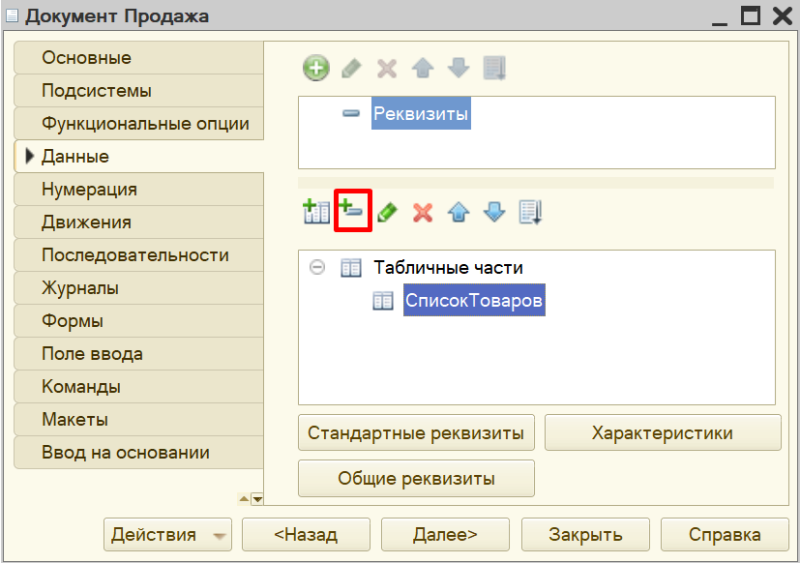 Документ Продажа
Основные
Подсистемы
Функциональные опции
Данные
Нумерация
Движения
Последовательности
Журналы
Формы
Поле ввода
Команды
Макеты
Ввод на основании
Реквизиты
Табличные части
СписокТоваров
Стандартные реквизиты
Характеристики
Общие реквизиты
Действия
<Назад
Далее>
Закрыть
Справка